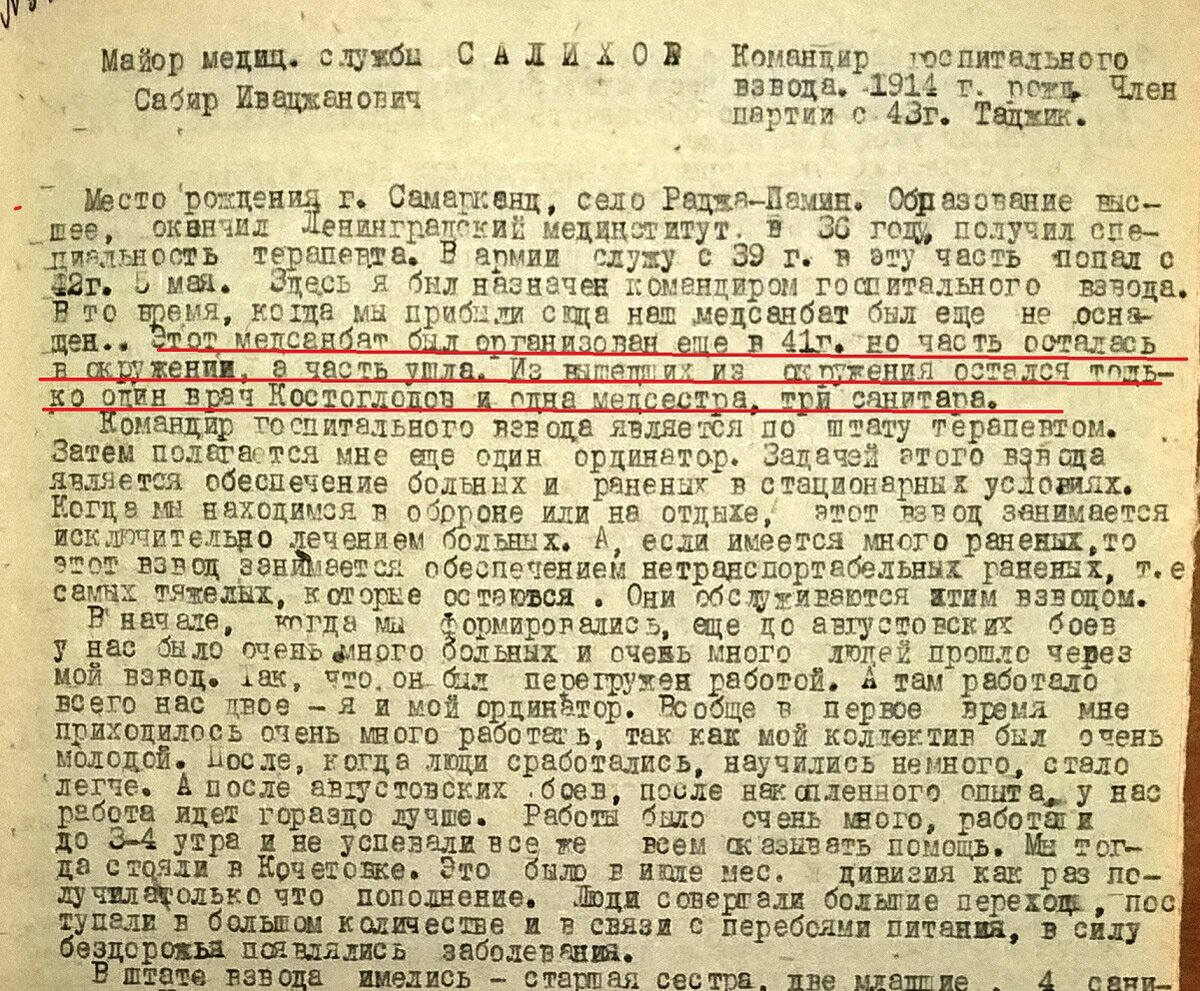 Майор медиц. службы САЛИХОВ Командир госпитального
Сабир Иваджанович взвода. 1914 г. рожд. Член
партии с 43г. Таджик.
Место рождения г. Самарканд, село Раджа-Памин. Образование выс-
шее, окончил Ленинградский мединститут. в 36 году, получил спе-
циальность терапевта. В армии служу с 39 г. в эту часть попал с
42г. 5 мая. Здесь я был назначен командиром госпитального взвода.
В то время, когда мы прибыли сюда наш медсанбат был еще не осна-
щен.. Этот медсанбат был организован еще в 41г. но часть осталась
в окружении, а часть ушла. Из вышедших из окружения остался толь-
ко один врач Костоглодов и одна медсестра, три санитара.
Командир госпитального взвода является по штату терапевтом.
Затем полагается мне еще один ординатор. Задачей этого взвода
является обеспечение больных и раненых в стационарных условиях.
Когда мы находимся в обороне или на отдыхе, этот взвод занимается
исключительно лечением больных. А, если имеется много раненых,то
этот взвод занимается обеспечением нетранспортабельных раненых, т.е
самых тяжелых, которые остаются . Они обслуживаются этим взводом.
В начале, когда мы формировались, еще до августовских боев
у нас было очень много больных и очень много людей прошло через
мой взвод. Так, что он был перегружен работой. А там работало
всего нас двое - я и мой ординатор. Вообще в первое время мне
приходилось очень много работать, так как мой коллектив был очень
молодой. После, когда люди сработались, научились немного, стало
легче. А после августовских боев, после накопленного опыта, у нас
работа идет гораздо лучше. Работы было очень много, работали
до 3-4 утра и не успевали все же всем оказывать помощь. Мы тог-
да стояли в Кочетовке. Это было в июле мес. дивизия как раз по-
лучила только что пополнение. Люди совершали большие переходы, пос
тупали в большом количестве и в связи с перебоями питания, в силу
бездорожья появлялись заболевания.
В штате взвода имелись - старшая сестра, две младшие , 4 сани-